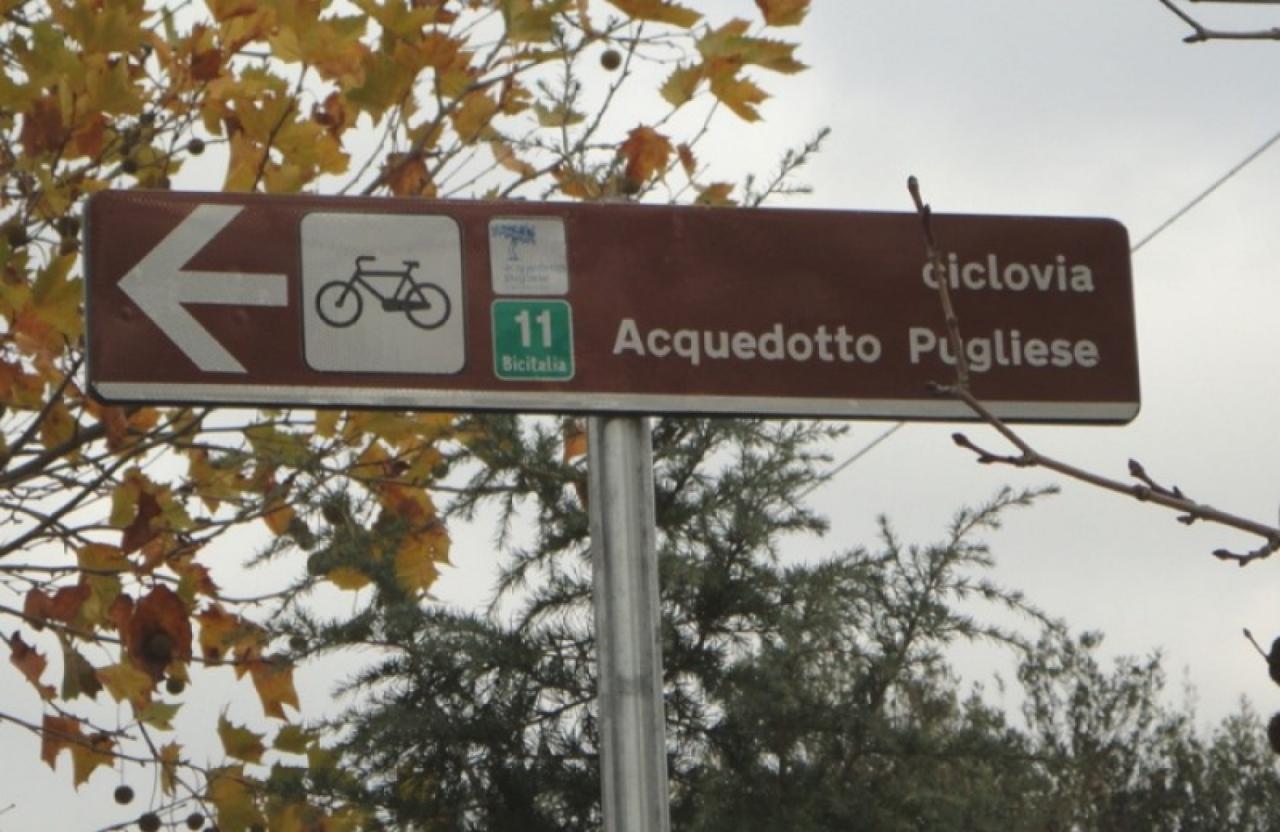 11
Bicitalia
ciclovia
Acquedotto Pugliese